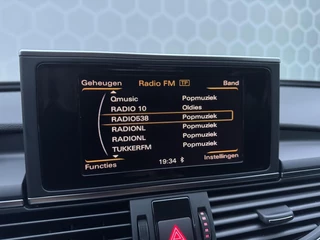 Geheugen Radio FM TP Band
Qmusic Popmuziek
RADIO 10 Oldies
RADIO538 Popmuziek
RADIONL Popmuziek
RADIONL Popmuziek
TUKKERFM
Functies 19:34 Instellingen